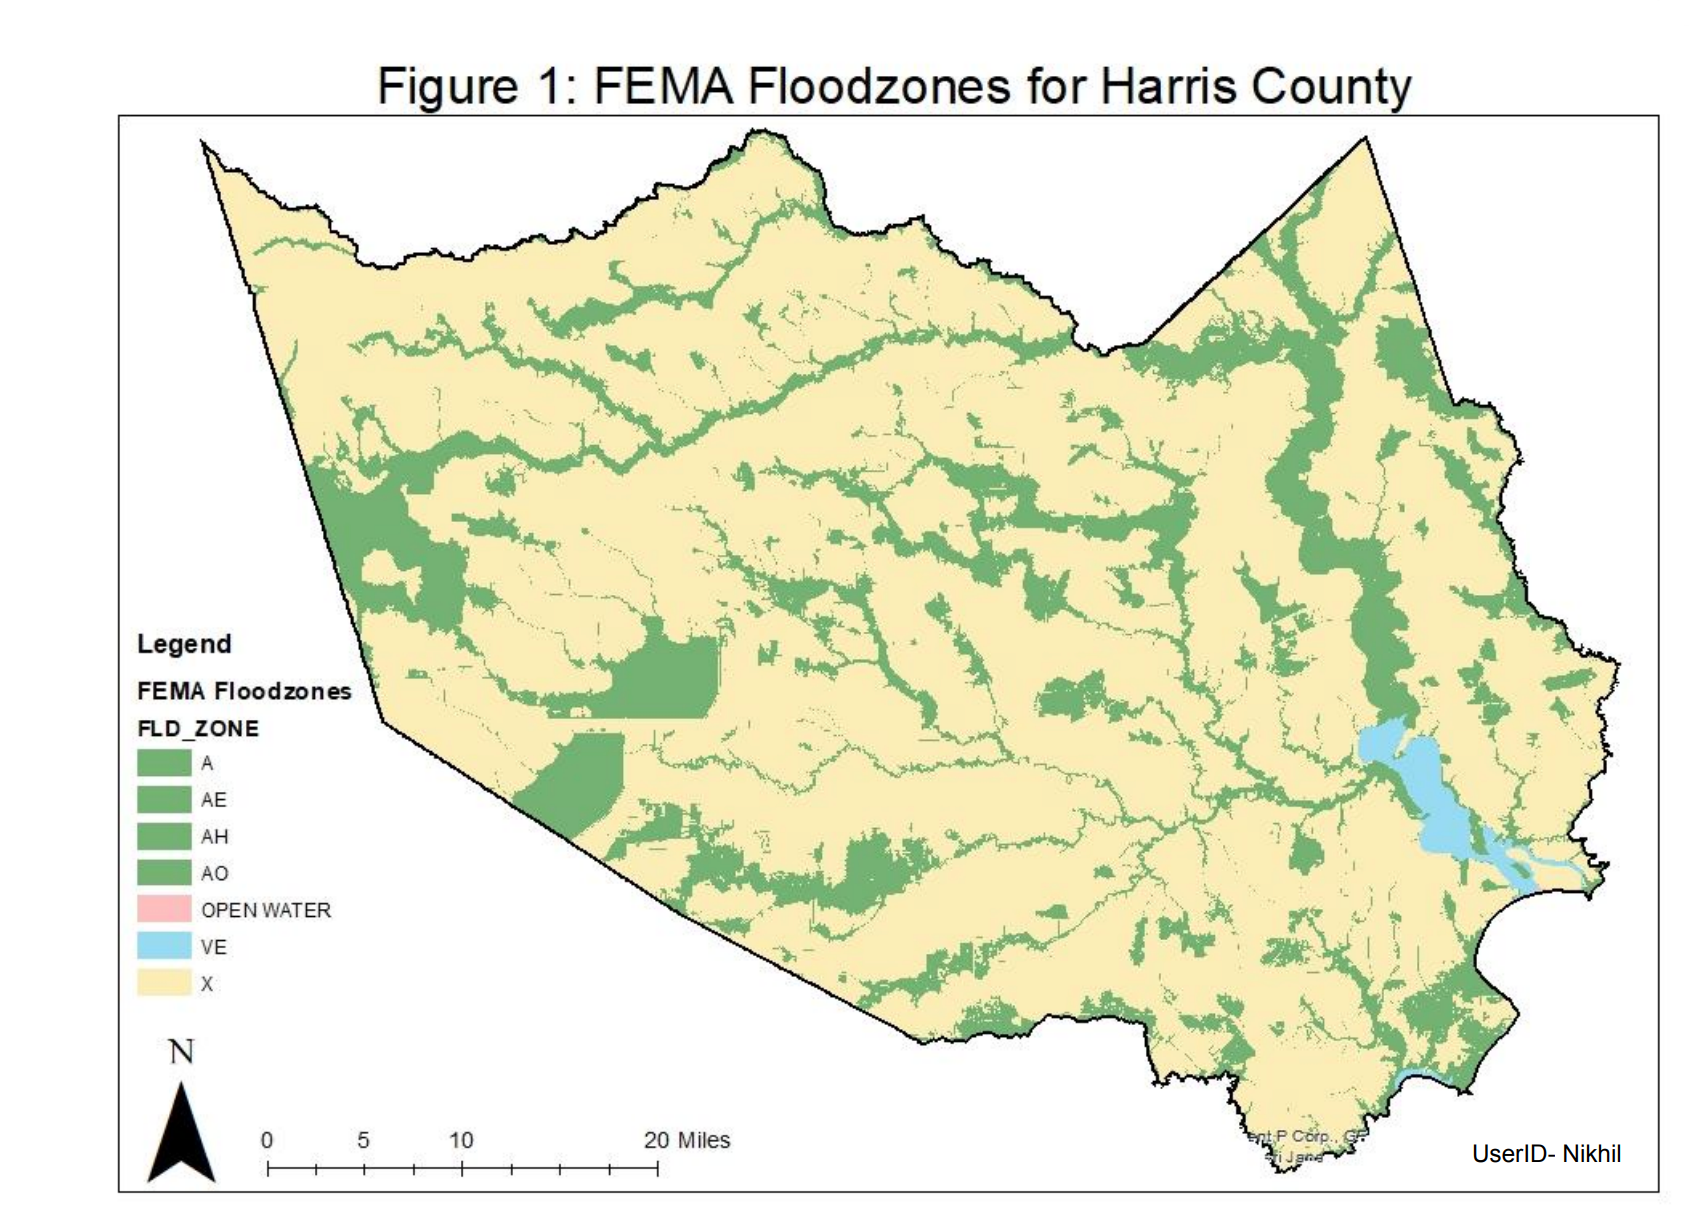 Figure 1: FEMA Floodzones for Harris County
Legend
FEMA Floodzones
FLD_ZONE
A
AE
AH
AO
OPEN WATER
VE
X
N
0 5 10 20 Miles
P Corp.,
UserID- Nikhil